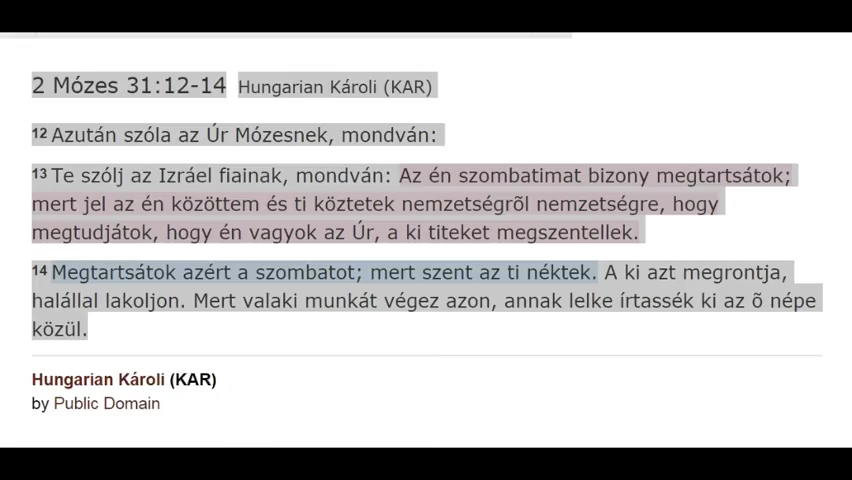 2 Mózes 31:12-14 Hungarian Károli (KAR)
12 Azután szóla az Úr Mózesnek, mondván:
13 Te szólj az Izráel fiainak, mondván: Az én szombatimat bizony megtartsátok;
mert jel az én közöttem és ti köztetek nemzetségrõl nemzetségre, hogy
megtudjátok, hogy én vagyok az Úr, a ki titeket megszentellek.
14 Megtartsátok azért a szombatot; mert szent az ti néktek. A ki azt megrontja,
halállal lakoljon. Mert valaki munkát végez azon, annak lelke írtassék ki az õ népe
közül.
Hungarian Károli (KAR)
by Public Domain